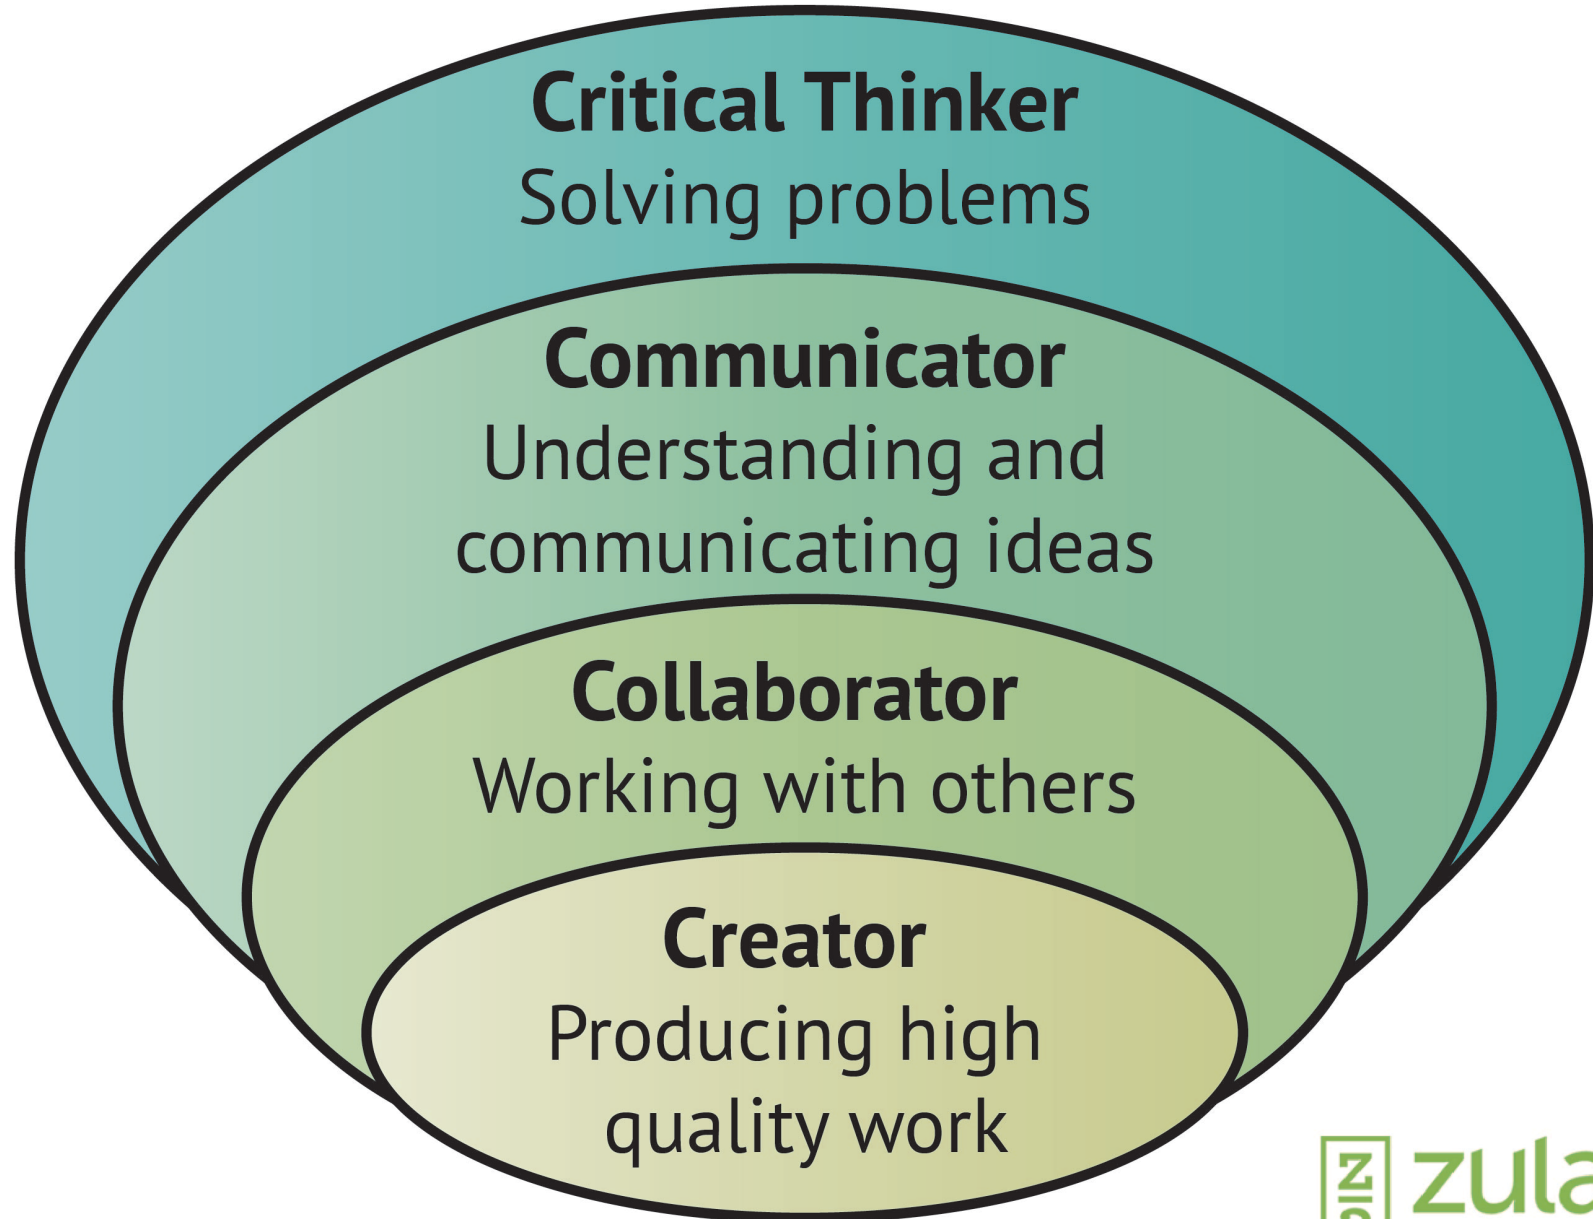 Critical Thinker
Solving problems
Communicator
Understanding and
communicating ideas
Collaborator
Working with others
Creator
Producing high
quality work